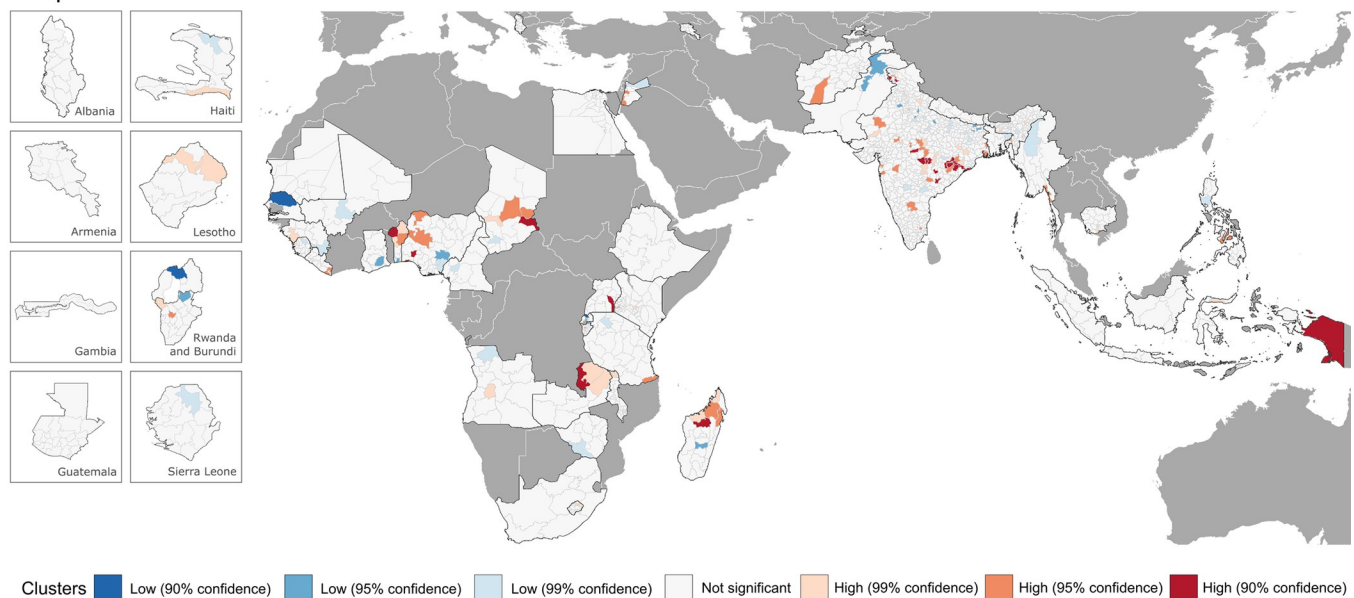 Albania
Haiti
Armenia
Lesotho
Gambia
Rwanda
and Burundi
Guatemala
Sierra Leone
Clusters Low (90% confidence) Low (95% confidence) Low (99% confidence) Not significant High (99% confidence) High (95% confidence) High (90% confidence)